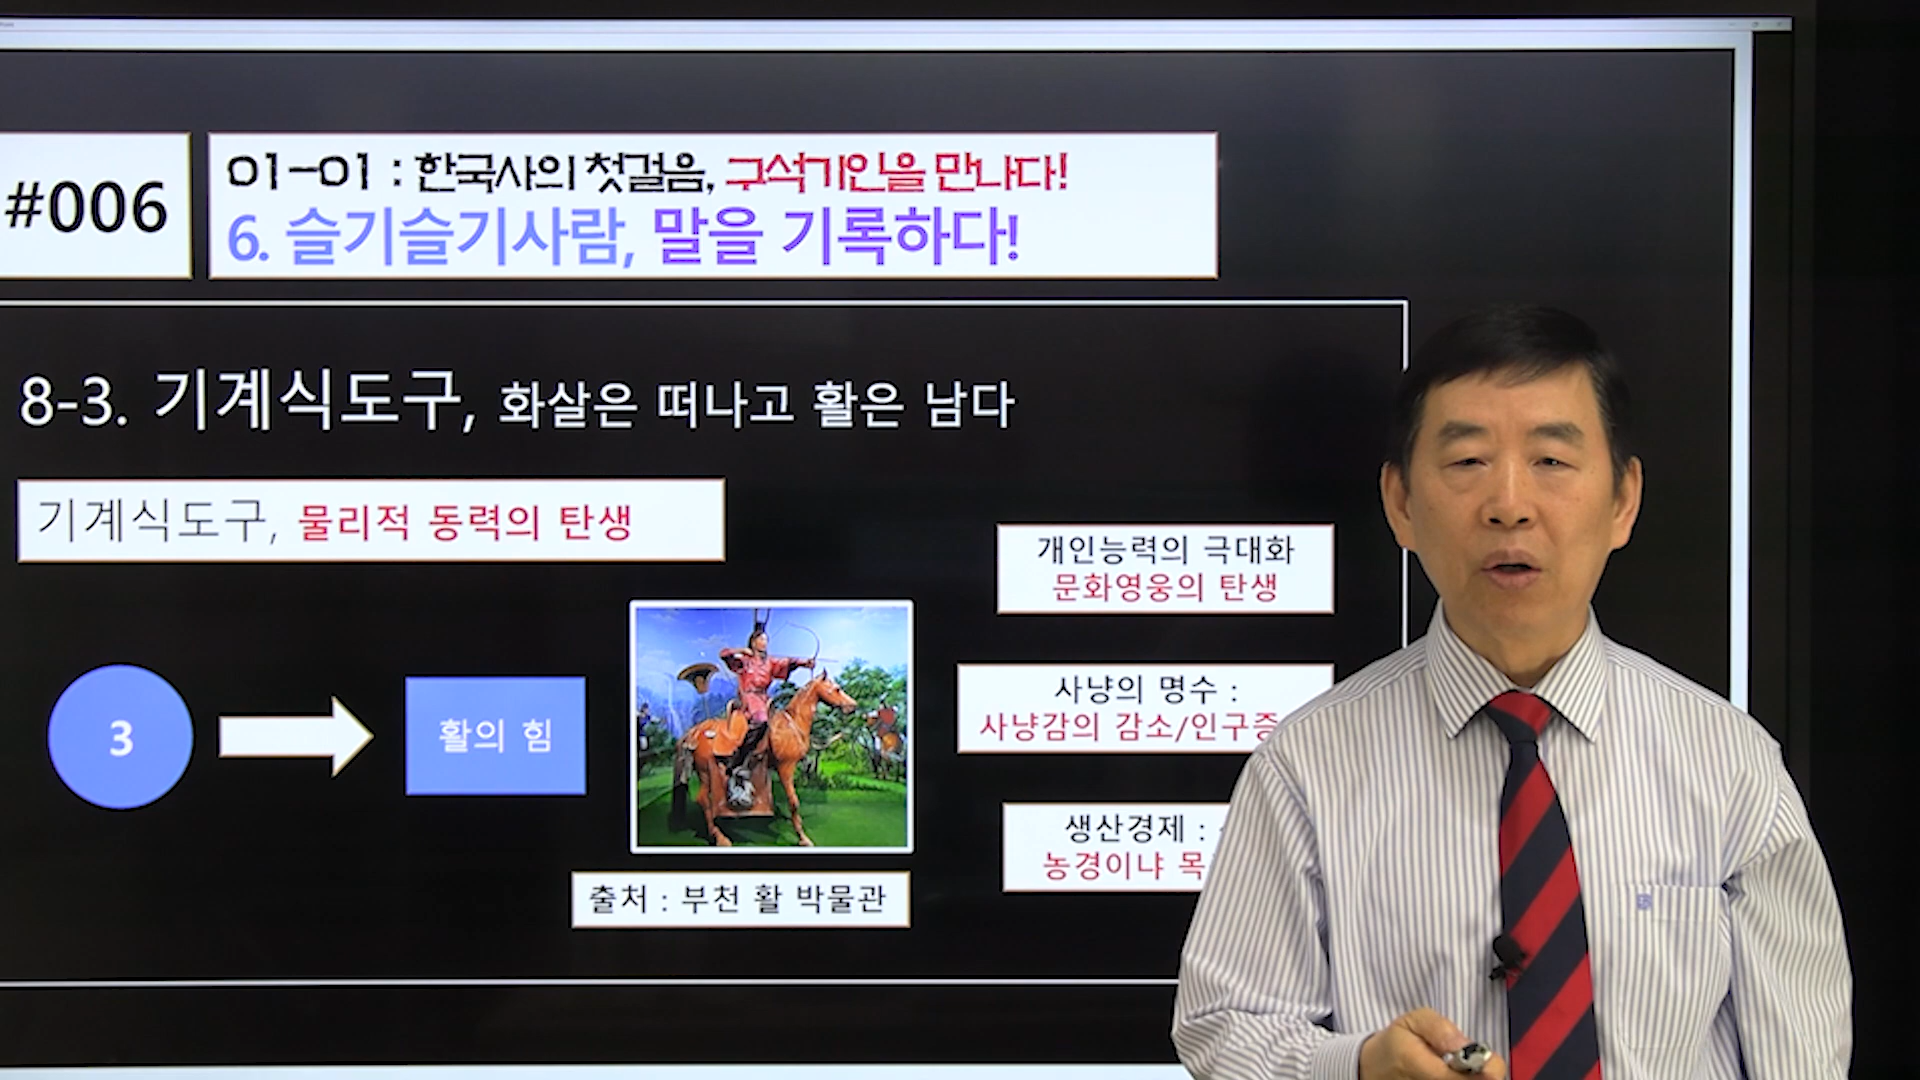 #006
01-01 : 한국사의 첫걸음, 구석기인을 만나다!
6. 슬기슬기사람, 말을 기록하다!
8-3. 기계식도구, 화살은 떠나고 활은 남다
기계식도구, 물리적 동력의 탄생
개인능력의 극대화
문화영웅의 탄생
3
활의 힘
사냥의 명수 :
사냥감의 감소/인구증
생산경제 :
농경이냐 목
출처 : 부천 활 박물관